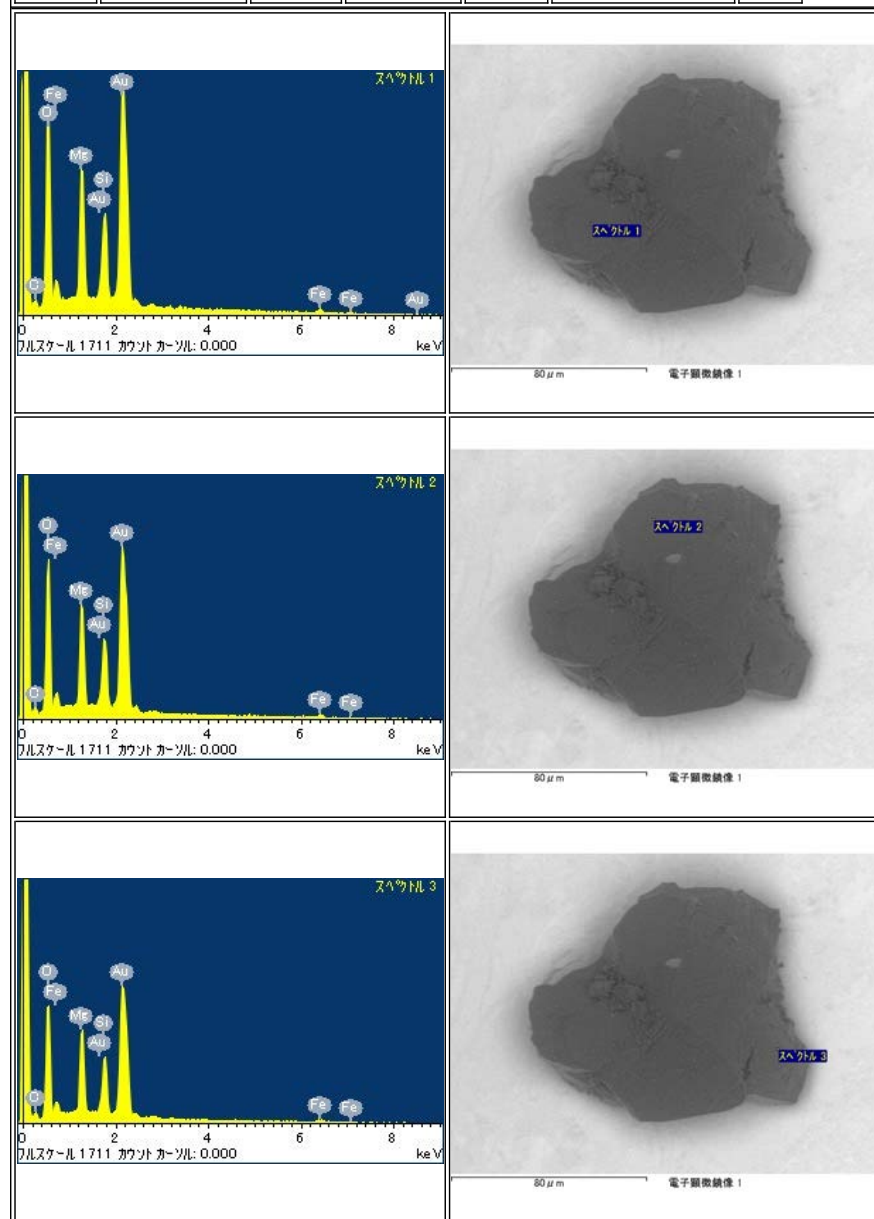 スペクトル 1
Au
Fe
O
Mg
Si
Au
C
Fe
Fe
Au
0 2 4 6 8
フルスケール 1711 カウント カーソル: 0.000 keV
スペクトル 1
80μm 電子顕微鏡像 1
スペクトル 2
Au
O
Fe
Mg
Si
Au
C
Fe
Fe
0 2 4 6 8
フルスケール 1711 カウント カーソル: 0.000 keV
スペクトル 2
80μm 電子顕微鏡像 1
スペクトル 3
O
Au
Fe
Mg
Si
Au
C
Fe
Fe
0 2 4 6 8
フルスケール 1711 カウント カーソル: 0.000 keV
スペクトル 3
80μm 電子顕微鏡像 1